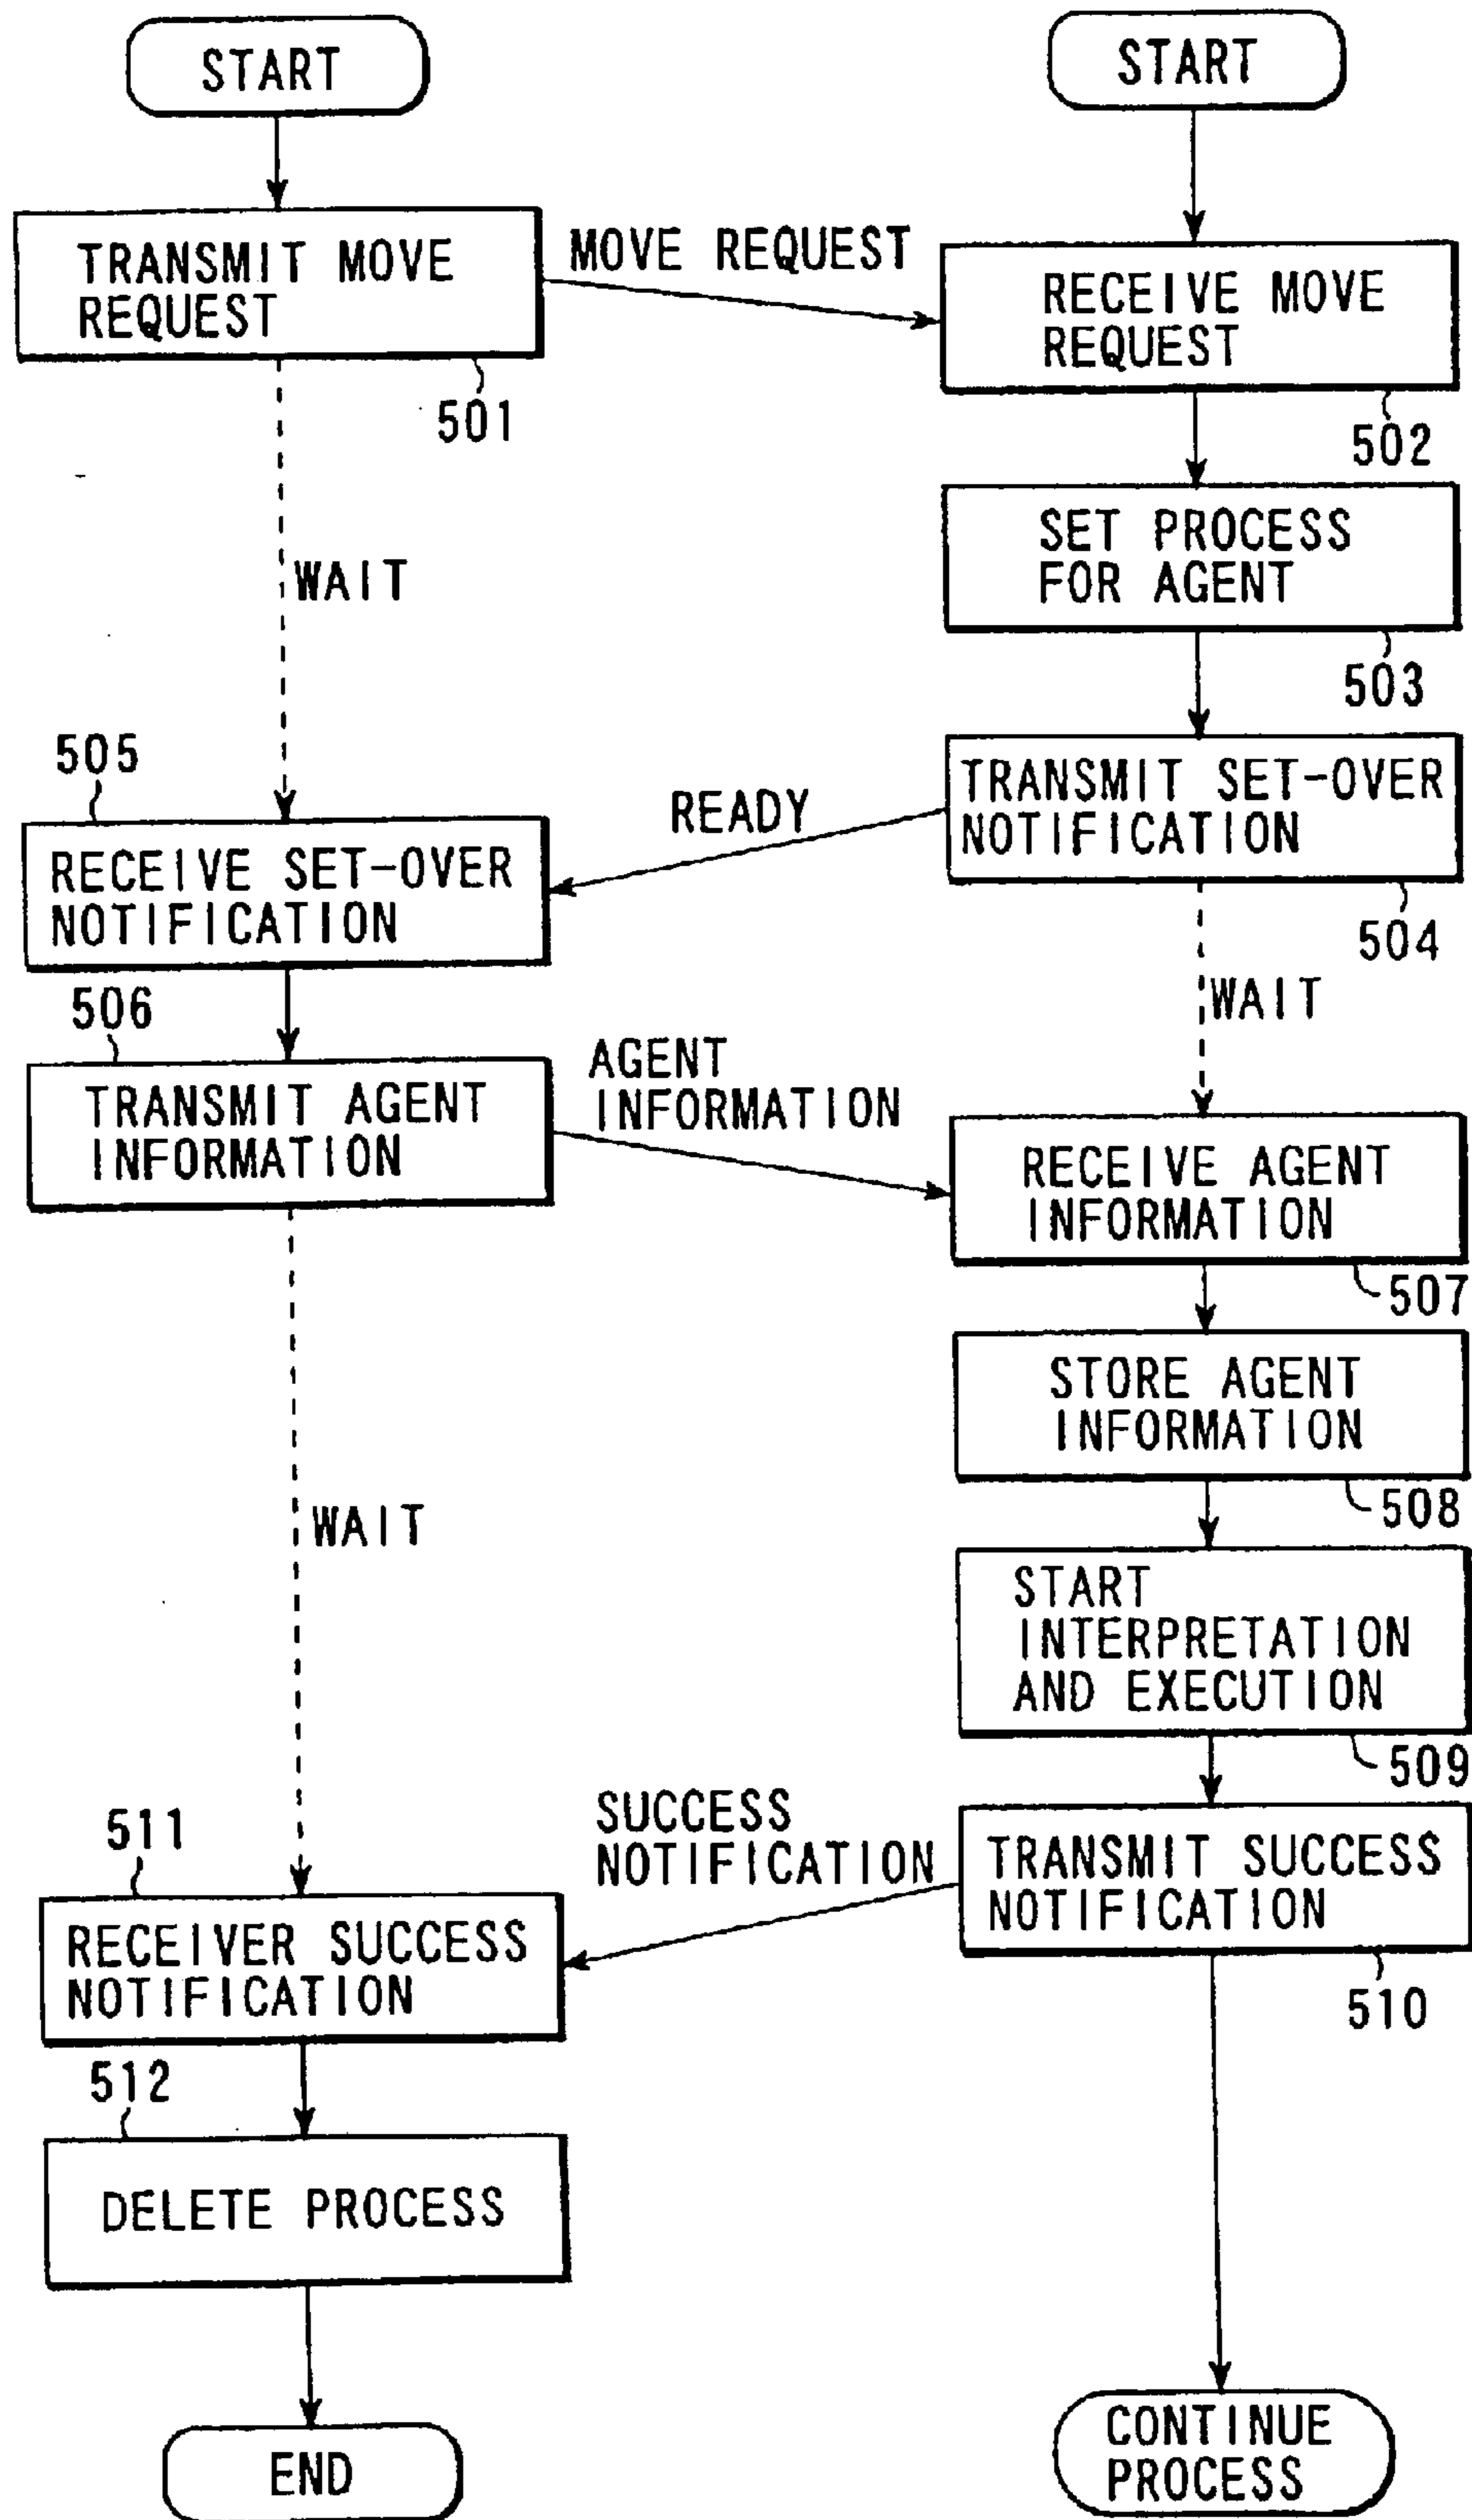 START
START
TRANSMIT MOVE
REQUEST
MOVE REQUEST
RECEIVE MOVE
REQUEST
501
502
SET PROCESS
FOR AGENT
WAIT
503
505
TRANSMIT SET-OVER
NOTIFICATION
READY
RECEIVE SET-OVER
NOTIFICATION
504
506
WAIT
AGENT
INFORMATION
TRANSMIT AGENT
INFORMATION
RECEIVE AGENT
INFORMATION
507
STORE AGENT
INFORMATION
WAIT
508
START
INTERPRETATION
AND EXECUTION
509
511
SUCCESS
NOTIFICATION
TRANSMIT SUCCESS
NOTIFICATION
RECEIVER SUCCESS
NOTIFICATION
510
512
DELETE PROCESS
END
CONTINUE
PROCESS